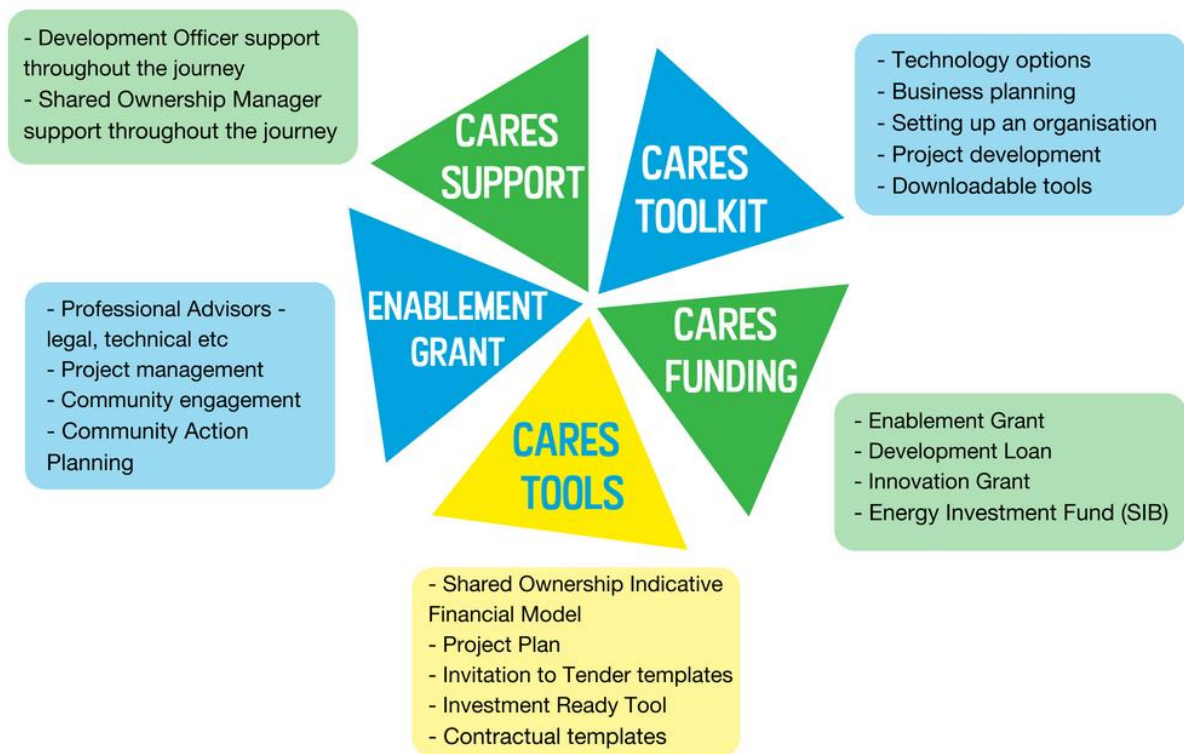 - Development Officer support
throughout the journey
- Shared Ownership Manager
support throughout the journey
CARES
SUPPORT
CARES
TOOLKIT
- Technology options
- Business planning
- Setting up an organisation
- Project development
- Downloadable tools
- Professional Advisors -
legal, technical etc
- Project management
- Community engagement
- Community Action
Planning
ENABLEMENT
GRANT
CARES
FUNDING
- Enablement Grant
- Development Loan
- Innovation Grant
- Energy Investment Fund (SIB)
CARES
TOOLS
- Shared Ownership Indicative
Financial Model
- Project Plan
- Invitation to Tender templates
- Investment Ready Tool
- Contractual templates